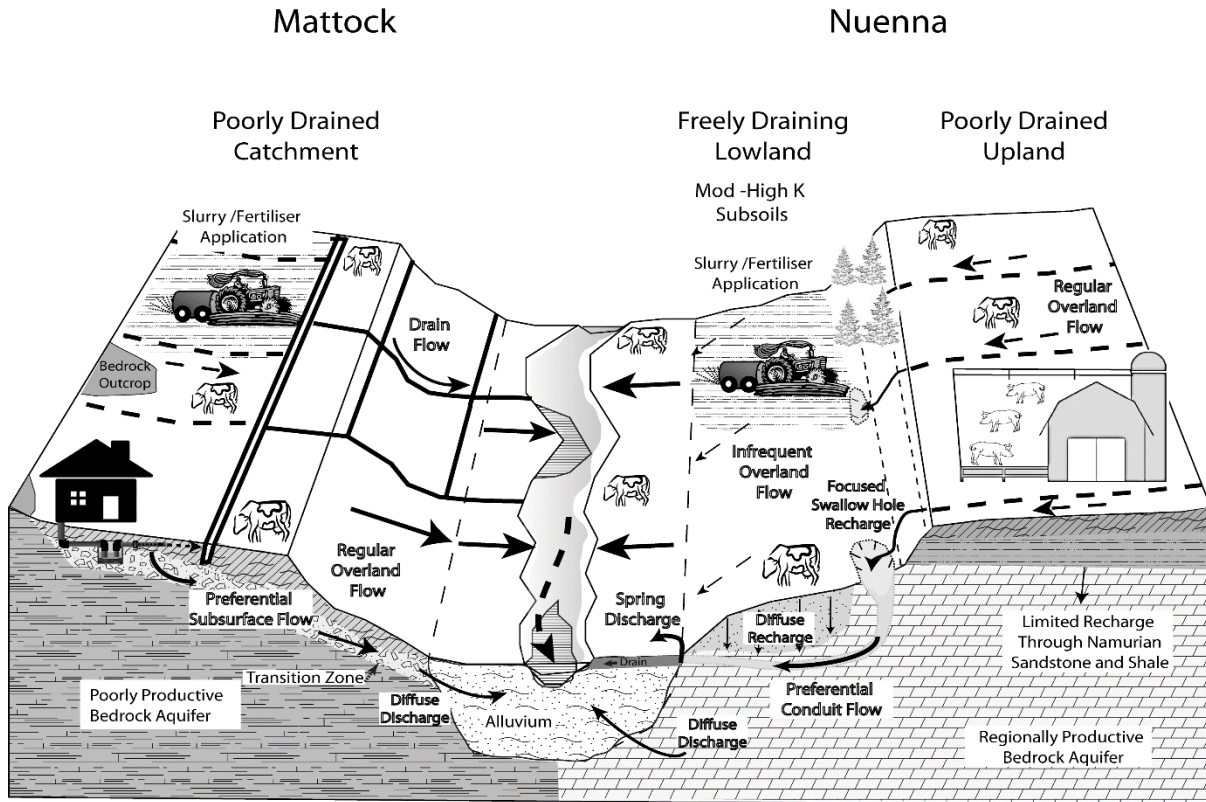 Mattock
Nuenna
Poorly Drained
Catchment
Freely Draining
Lowland
Poorly Drained
Upland
Mod -High K
Subsoils
Slurry /Fertiliser
Application
Slurry /Fertiliser
Application
Regular
Overland
Flow
Drain
Flow
Bedrock
Outcrop
Infrequent
Overland
Flow
Focused
Swallow Hole
Recharge
Regular
Overland
Flow
Preferential
Subsurface Flow
Spring
Discharge
Diffuse
Recharge
Limited Recharge
Through Namurian
Sandstone and Shale
Drain
Transition Zone
Poorly Productive
Bedrock Aquifer
Diffuse
Discharge
Alluvium
Preferential
Conduit Flow
Diffuse
Discharge
Regionally Productive
Bedrock Aquifer